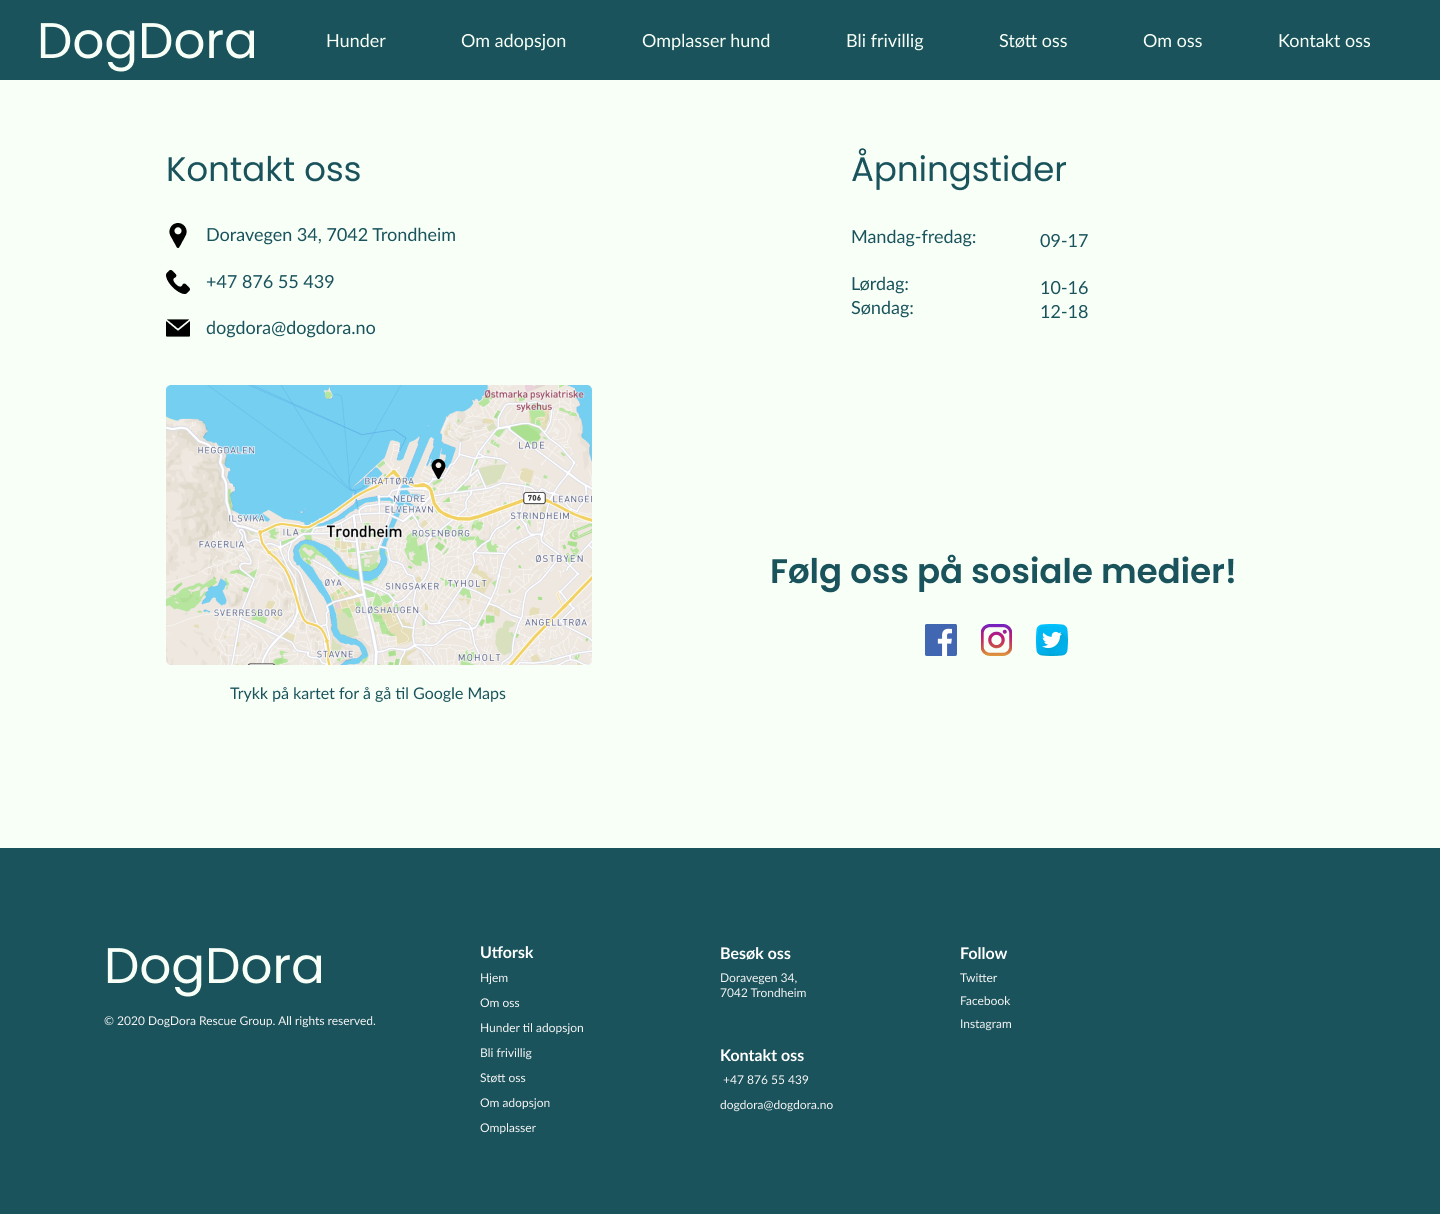 DogDora
Hunder
Om adopsjon
Omplasser hund
Bli frivillig
Støtt oss
Om oss
Kontakt oss
Kontakt oss
Doravegen 34, 7042 Trondheim
+47 876 55 439
dogdora@dogdora.no
Åpningstider
Mandag-fredag: 09-17
Lørdag: 10-16
Søndag: 12-18
Østmarka psykiatriske
sykehus
LADE
HEGGDALEN
BRATTØRA
NEDRE
ELVEHAVN
706
LEANGEN
STRINDHEIM
ILSVIKA
ILA
Trondheim
ROSENBORG
FAGERLIA
ØSTBYEN
ØYA
SINGSAKER
TYHOLT
SVERRESBORG
GLØSHAUGEN
ANGELLTRØA
STAVNE
MOHOLT
Trykk på kartet for å gå til Google Maps
Følg oss på sosiale medier!
DogDora
© 2020 DogDora Rescue Group. All rights reserved.
Utforsk
Hjem
Om oss
Hunder til adopsjon
Bli frivillig
Støtt oss
Om adopsjon
Omplasser
Besøk oss
Doravegen 34,
7042 Trondheim
Kontakt oss
+47 876 55 439
dogdora@dogdora.no
Follow
Twitter
Facebook
Instagram